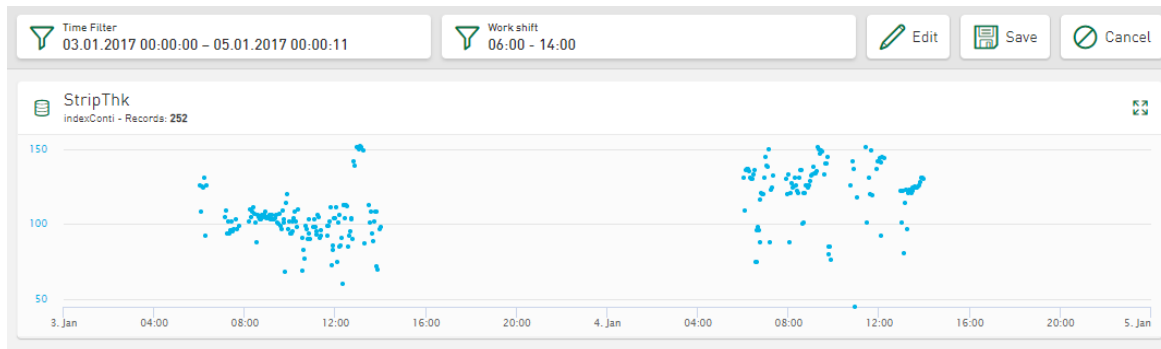 Time Filter
03.01.2017 00:00:00 – 05.01.2017 00:00:11
Work shift
06:00 - 14:00
Edit
Save
Cancel
StripThk
indexConti - Records: 252
150
100
50
3. Jan 04:00 08:00 12:00 16:00 20:00 4. Jan 04:00 08:00 12:00 16:00 20:00 5. Jan